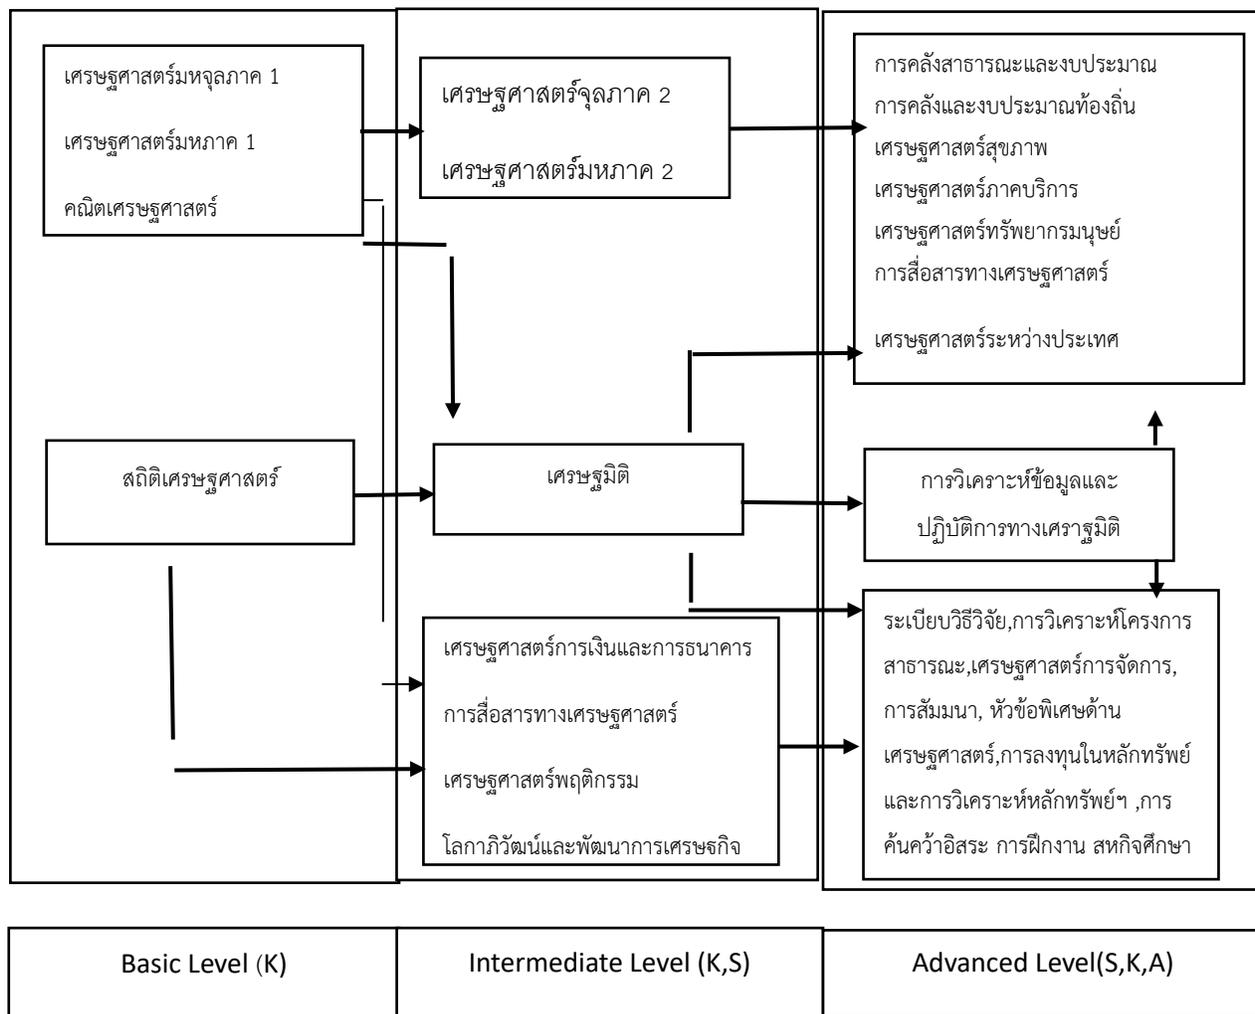 เศรษฐศาสตร์มหจุลภาค 1
เศรษฐศาสตร์มหภาค 1
คณิตเศรษฐศาสตร์
สถิติเศรษฐศาสตร์
เศรษฐศาสตร์จุลภาค 2
เศรษฐศาสตร์มหภาค 2
เศรษฐมิติ
เศรษฐศาสตร์การเงินและการธนาคาร
การสื่อสารทางเศรษฐศาสตร์
เศรษฐศาสตร์พฤติกรรม
โลกาภิวัฒน์และพัฒนาการเศรษฐกิจ
การคลังสาธารณะและงบประมาณ
การคลังและงบประมาณท้องถิ่น
เศรษฐศาสตร์สุขภาพ
เศรษฐศาสตร์ภาคบริการ
เศรษฐศาสตร์ทรัพยากรมนุษย์
การสื่อสารทางเศรษฐศาสตร์
เศรษฐศาสตร์ระหว่างประเทศ
การวิเคราะห์ข้อมูลและ
ปฏิบัติการทางเศราฐมิติ
ระเบียบวิธีวิจัย,การวิเคราะห์โครงการ
สาธารณะ,เศรษฐศาสตร์การจัดการ,
การสัมมนา, หัวข้อพิเศษด้าน
เศรษฐศาสตร์,การลงทุนในหลักทรัพย์
และการวิเคราะห์หลักทรัพย์ฯ ,การ
ค้นคว้าอิสระ การฝึกงาน สหกิจศึกษา
Basic Level (K)
Intermediate Level (K,S)
Advanced Level(S,K,A)